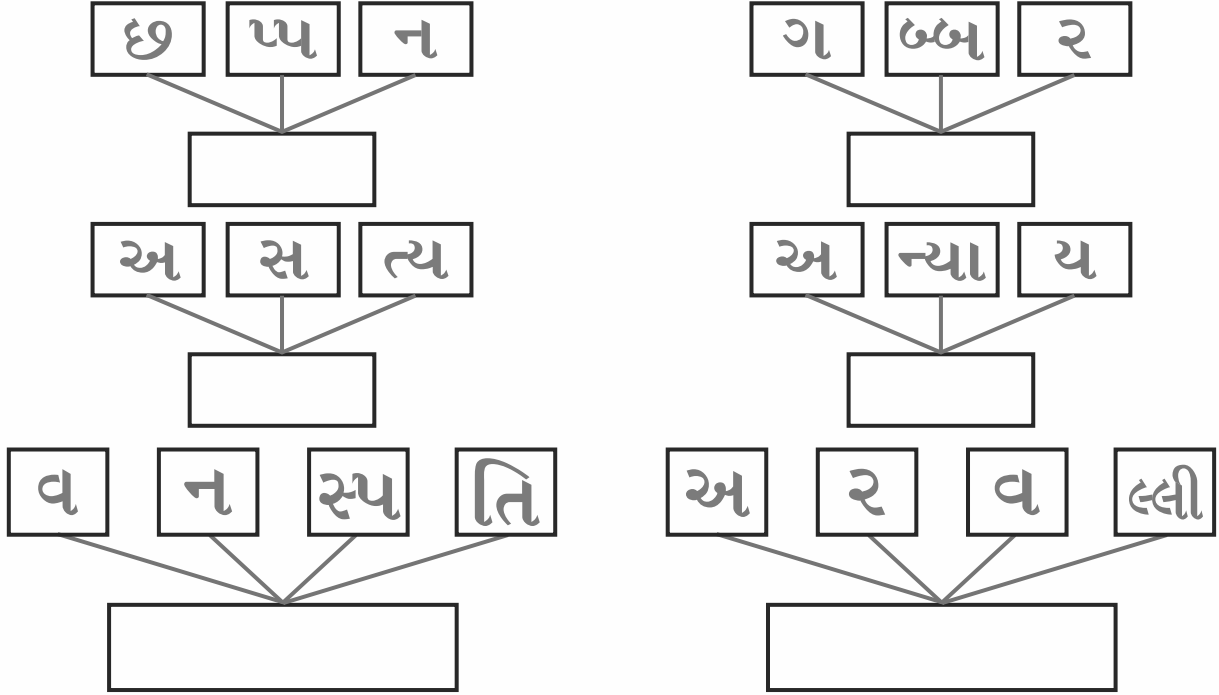 છ પ્પ ન ગ બ્બ ર
અ સ ત્ય અ ન્યા ય
વ ન સ્પ તિ અ ર વ લ્લી